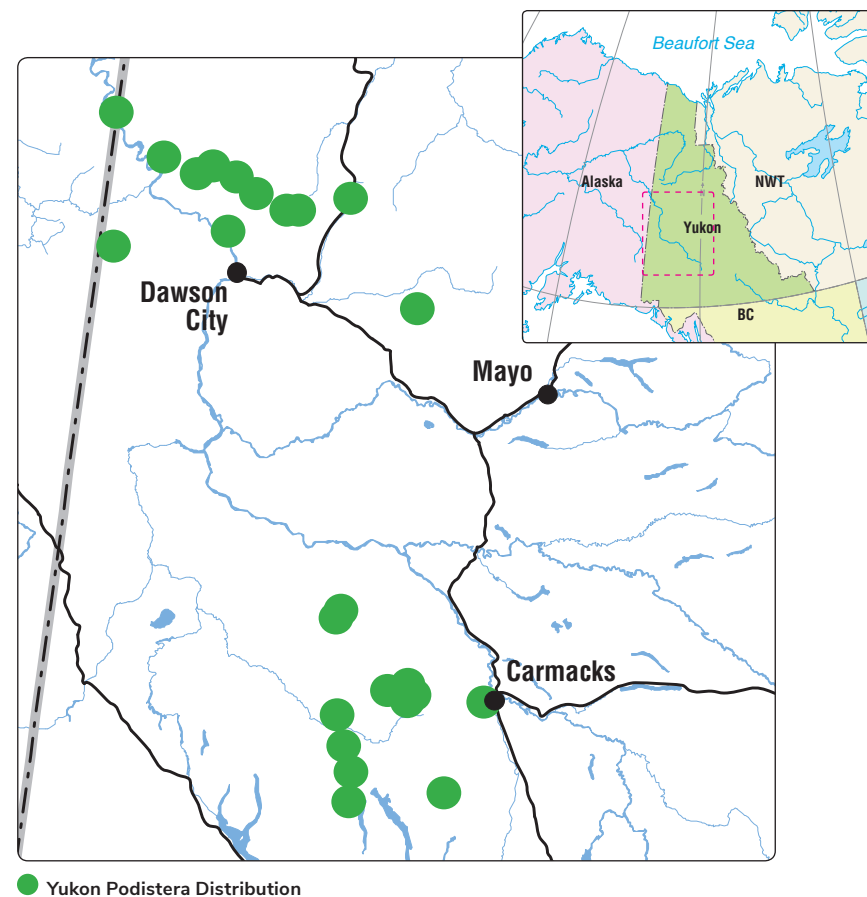 Beaufort Sea
Alaska
NWT
Yukon
BC
Dawson
City
Mayo
Carmacks
Yukon Podistera Distribution